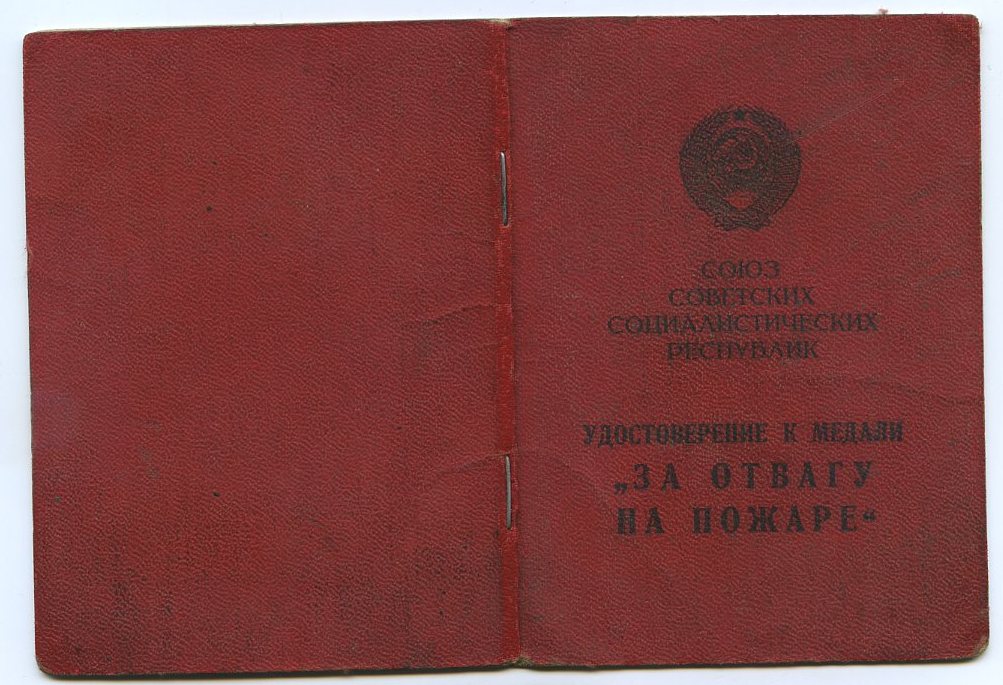 СОЮЗ
СОВЕТСКИХ
СОЦИАЛИСТИЧЕСКИХ
РЕСПУБЛИК
УДОСТОВЕРЕНИЕ К МЕДАЛИ
„ЗА ОТВАГУ
НА ПОЖАРЕ“